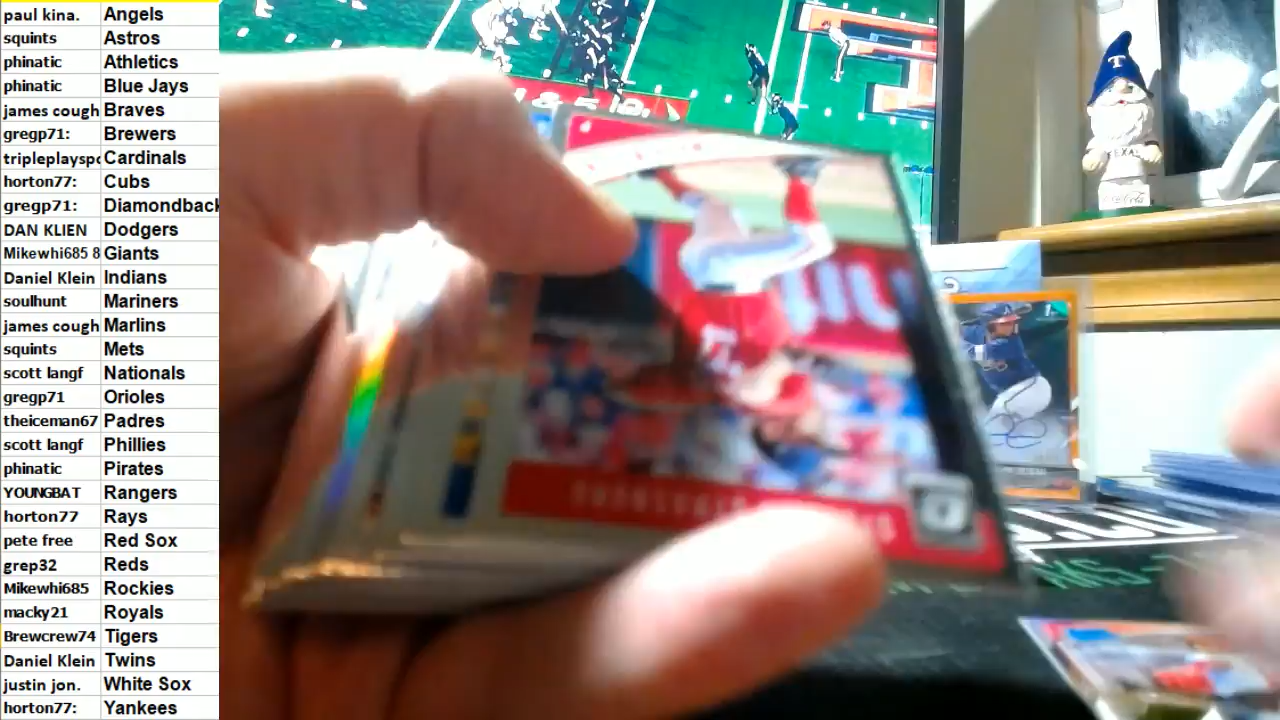 paul kina. Angels
squints Astros
phinatic Athletics
phinatic Blue Jays
james cough Braves
gregp71: Brewers
tripleplayspo Cardinals
horton77: Cubs
gregp71: Diamondback
DAN KLIEN Dodgers
Mikewhi685 8 Giants
Daniel Klein Indians
soulhunt Mariners
james cough Marlins
squints Mets
scott langf Nationals
gregp71 Orioles
theiceman67 Padres
scott langf Phillies
phinatic Pirates
YOUNGBAT Rangers
horton77 Rays
pete free Red Sox
grep32 Reds
Mikewhi685 Rockies
macky21 Royals
Brewcrew74 Tigers
Daniel Klein Twins
justin jon. White Sox
horton77: Yankees
T
TEXAS